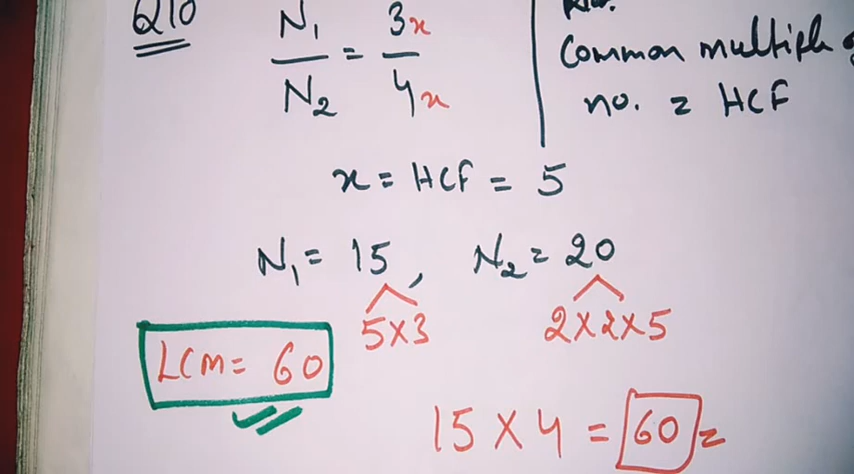 Q10
N₁/N₂ = 3x/4x
Common multiple
no. = HCF
x = HCF = 5
N₁ = 15, N₂ = 20
5×3 2×2×5
LCM = 60
15 × 4 = 60 =